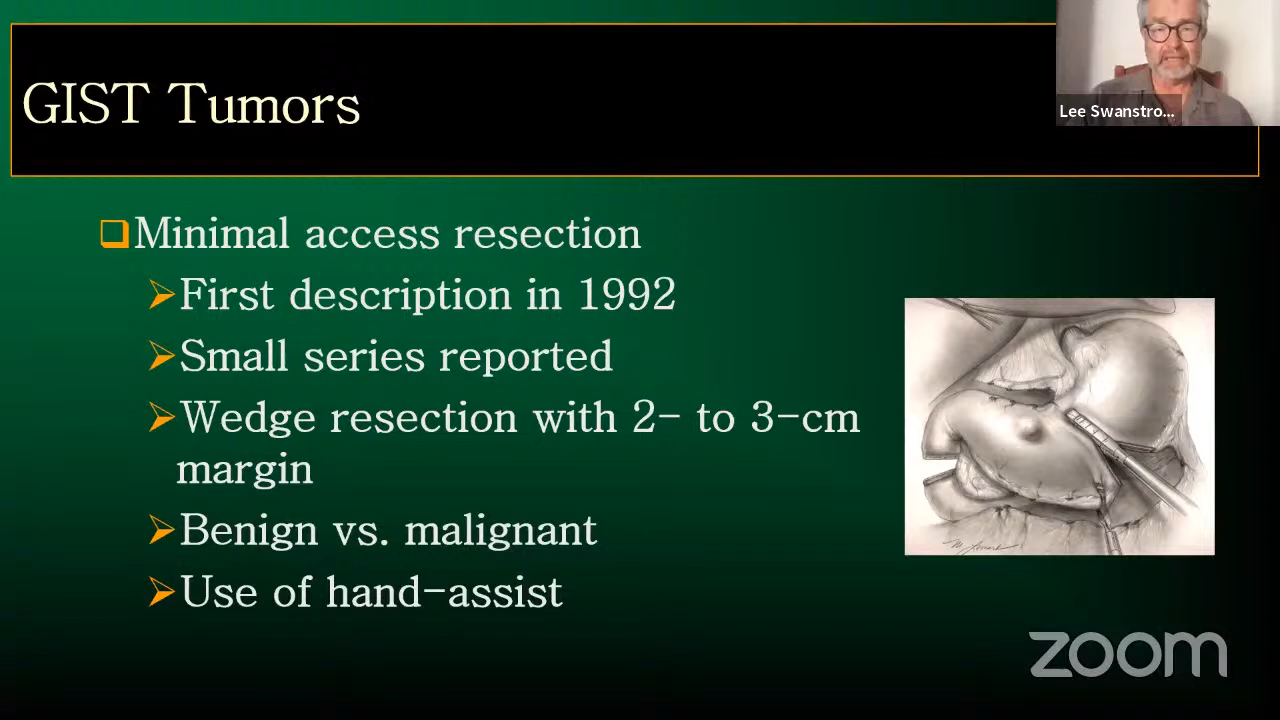 GIST Tumors
Lee Swanstro...
Minimal access resection
First description in 1992
Small series reported
Wedge resection with 2- to 3-cm
margin
Benign vs. malignant
Use of hand-assist
zoom